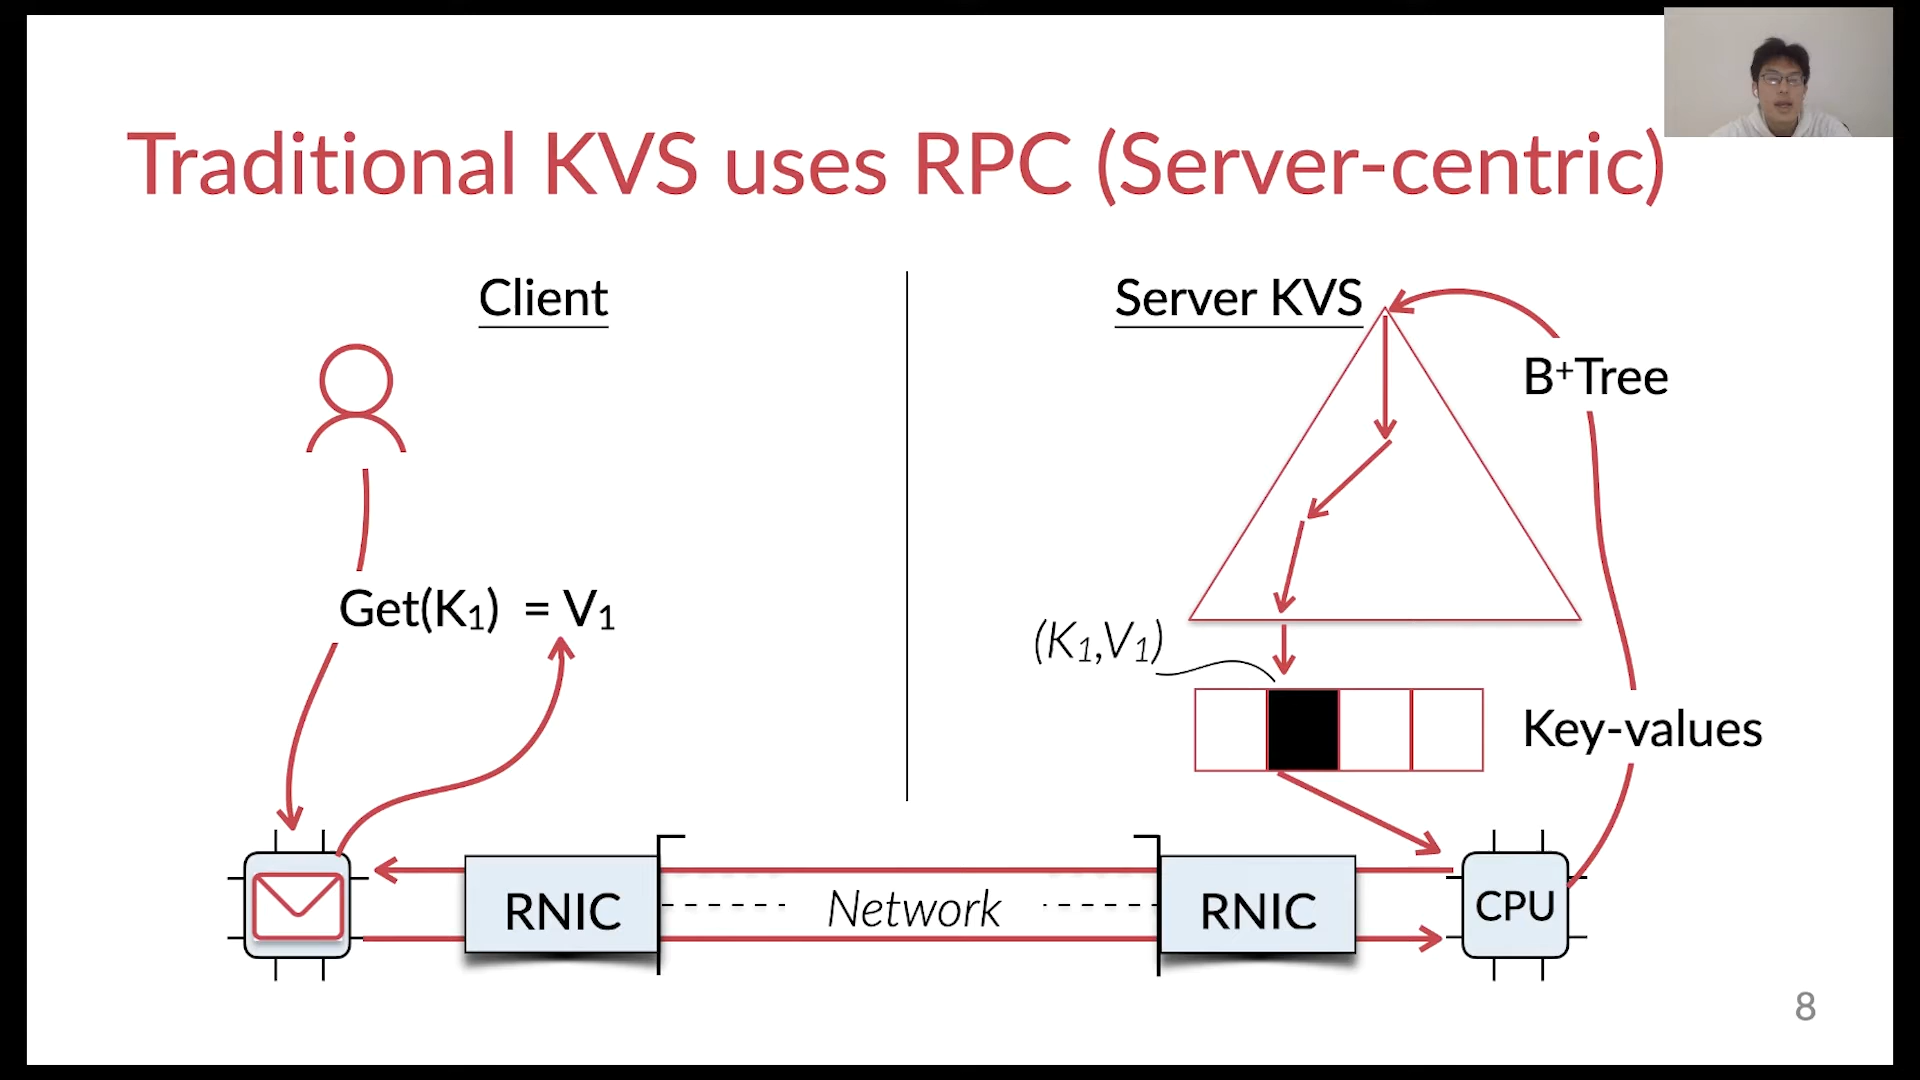 Traditional KVS uses RPC (Server-centric)
Client
Server KVS
B⁺Tree
Get(K₁) = V₁
(K₁,V₁)
Key-values
RNIC
Network
RNIC
CPU
8